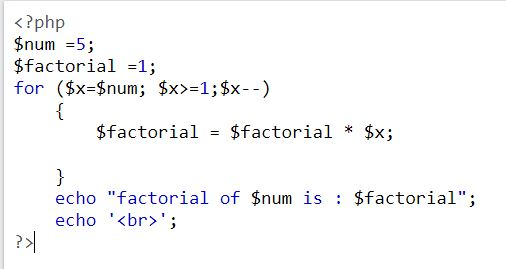 <?php
$num =5;
$factorial =1;
for ($x=$num; $x>=1;$x--)
{
$factorial = $factorial * $x;
}
echo "factorial of $num is : $factorial";
echo '<br>';
?>